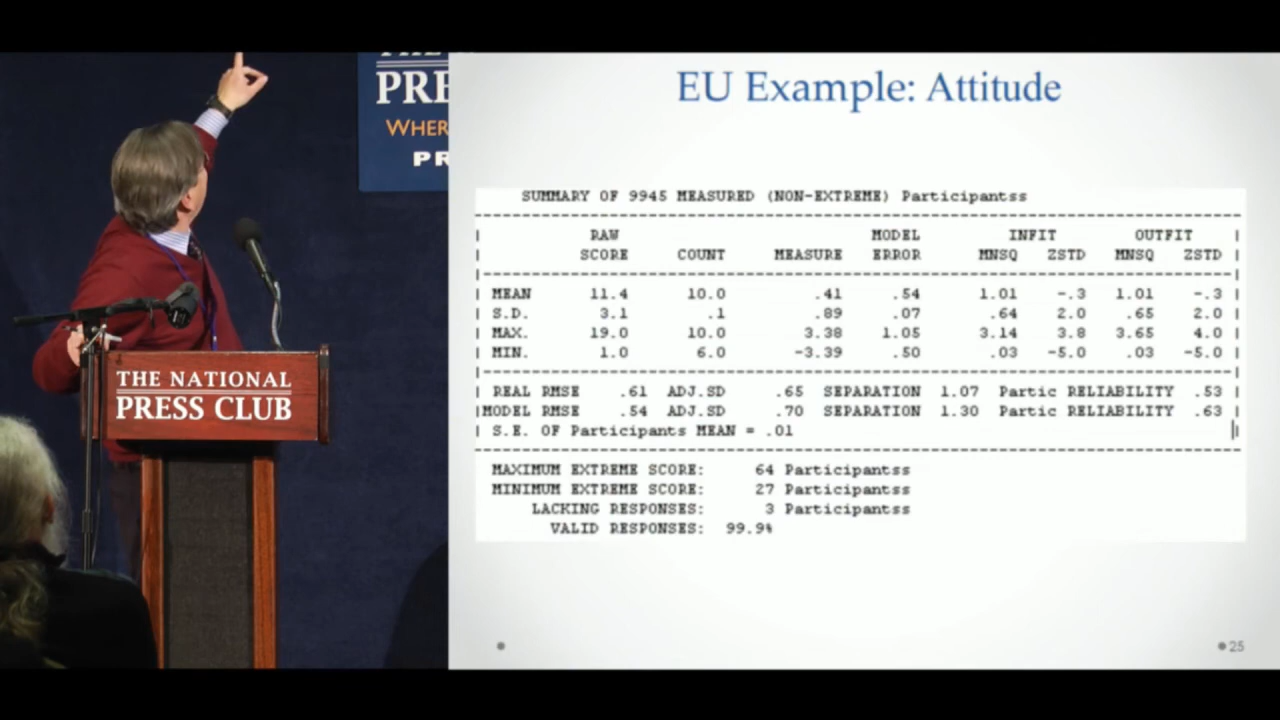 PRE
WHER
PR
THE NATIONAL
PRESS CLUB
EU Example: Attitude
SUMMARY OF 9945 MEASURED (NON-EXTREME) Participantss
RAW MODEL INFIT OUTFIT
SCORE COUNT MEASURE ERROR MNSQ ZSTD MNSQ ZSTD
MEAN 11.4 10.0 .41 .54 1.01 -.3 1.01 -.3
S.D. 3.1 .1 .89 .07 .64 2.0 .65 2.0
MAX. 19.0 10.0 3.38 1.05 3.14 3.8 3.65 4.0
MIN. 1.0 6.0 -3.39 .50 .03 -5.0 .03 -5.0
REAL RMSE .61 ADJ.SD .65 SEPARATION 1.07 Partic RELIABILITY .53
MODEL RMSE .54 ADJ.SD .70 SEPARATION 1.30 Partic RELIABILITY .63
S.E. OF Participants MEAN = .01
MAXIMUM EXTREME SCORE: 64 Participantss
MINIMUM EXTREME SCORE: 27 Participantss
LACKING RESPONSES: 3 Participantss
VALID RESPONSES: 99.9%
25